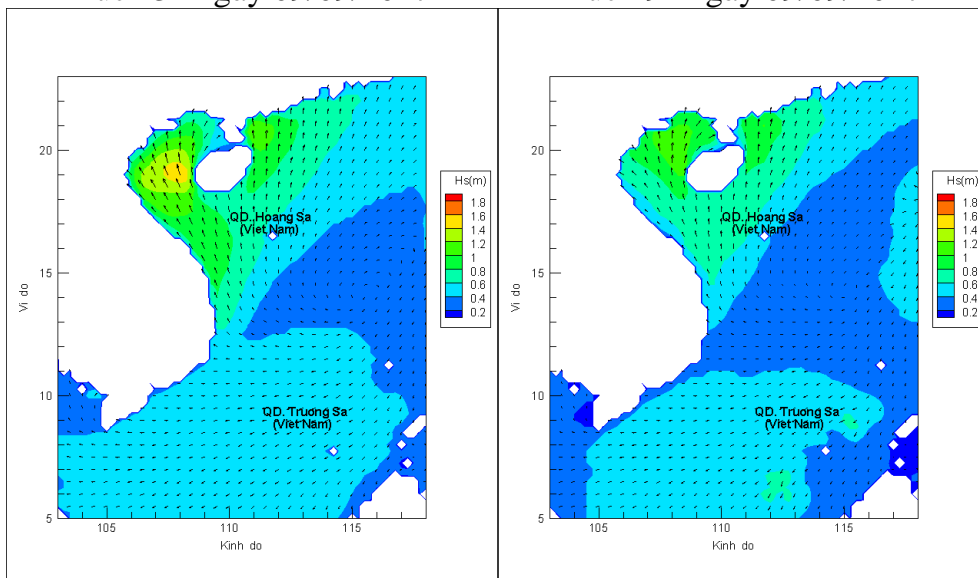 Hs(m)
1.8
1.6
1.4
1.2
1
0.8
0.6
0.4
0.2
QD. Hoang Sa
(Viet Nam)
QD. Truong Sa
(Viet Nam)
Vi do
20
15
10
5
105
110
115
Kinh do
Hs(m)
1.8
1.6
1.4
1.2
1
0.8
0.6
0.4
0.2
QD. Hoang Sa
(Viet Nam)
QD. Truong Sa
(Viet Nam)
Vi do
20
15
10
5
105
110
115
Kinh do